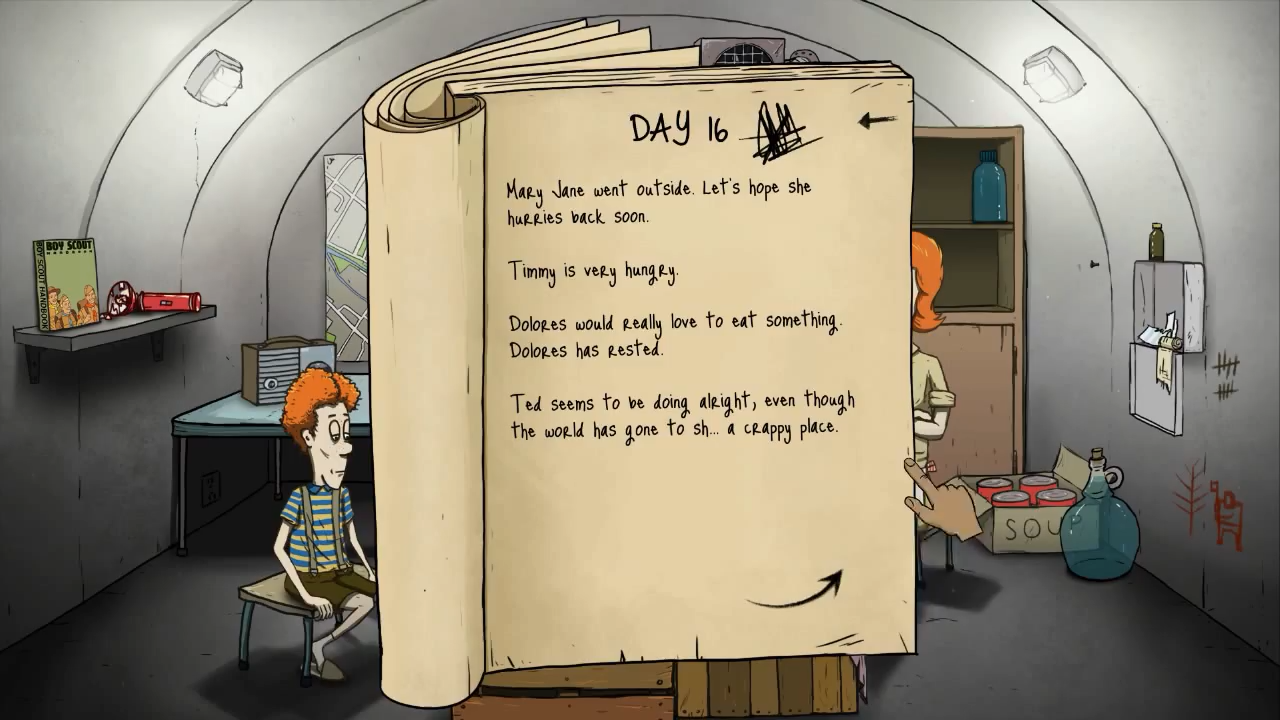 DAY 16
Mary Jane went outside. Let's hope she
hurries back soon.
Timmy is very hungry.
Dolores would really love to eat something.
Dolores has rested.
Ted seems to be doing alright, even though
the world has gone to sh... a crappy place.
BOY SCOUT
BOY SCOUT HANDBOOK
SOU